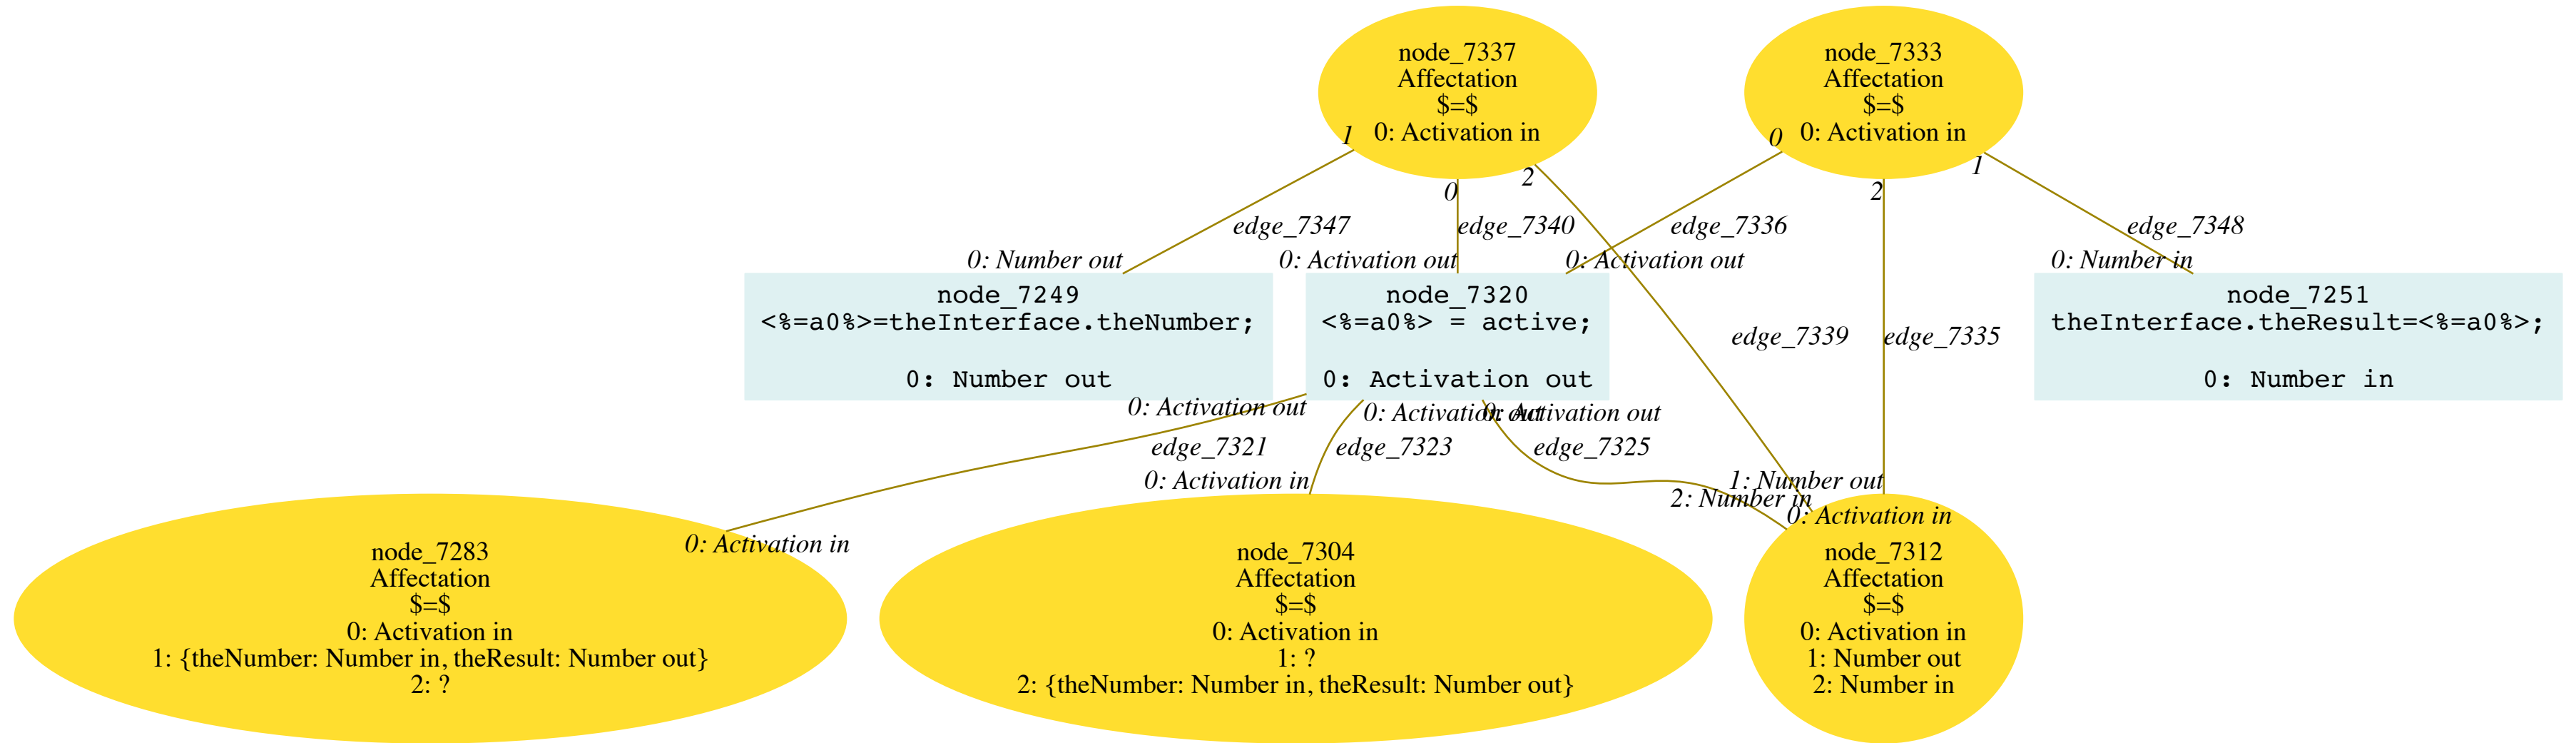 node_7337
Affectation
$=$
0: Activation in
node_7333
Affectation
$=$
0: Activation in
1
0
2
0
2
1
edge_7347
edge_7340
edge_7336
edge_7348
0: Number out
0: Activation out
0: Activation out
0: Number in
node_7249
<%=a0%>=theInterface.theNumber;
0: Number out
node_7320
<%=a0%> = active;
0: Activation out
edge_7339
edge_7335
node_7251
theInterface.theResult=<%=a0%>;
0: Number in
0: Activation out
0: Activation out
0: Activation out
edge_7321
edge_7323
edge_7325
0: Activation in
1: Number out
2: Number in
0: Activation in
0: Activation in
node_7283
Affectation
$=$
0: Activation in
1: {theNumber: Number in, theResult: Number out}
2: ?
node_7304
Affectation
$=$
0: Activation in
1: ?
2: {theNumber: Number in, theResult: Number out}
node_7312
Affectation
$=$
0: Activation in
1: Number out
2: Number in